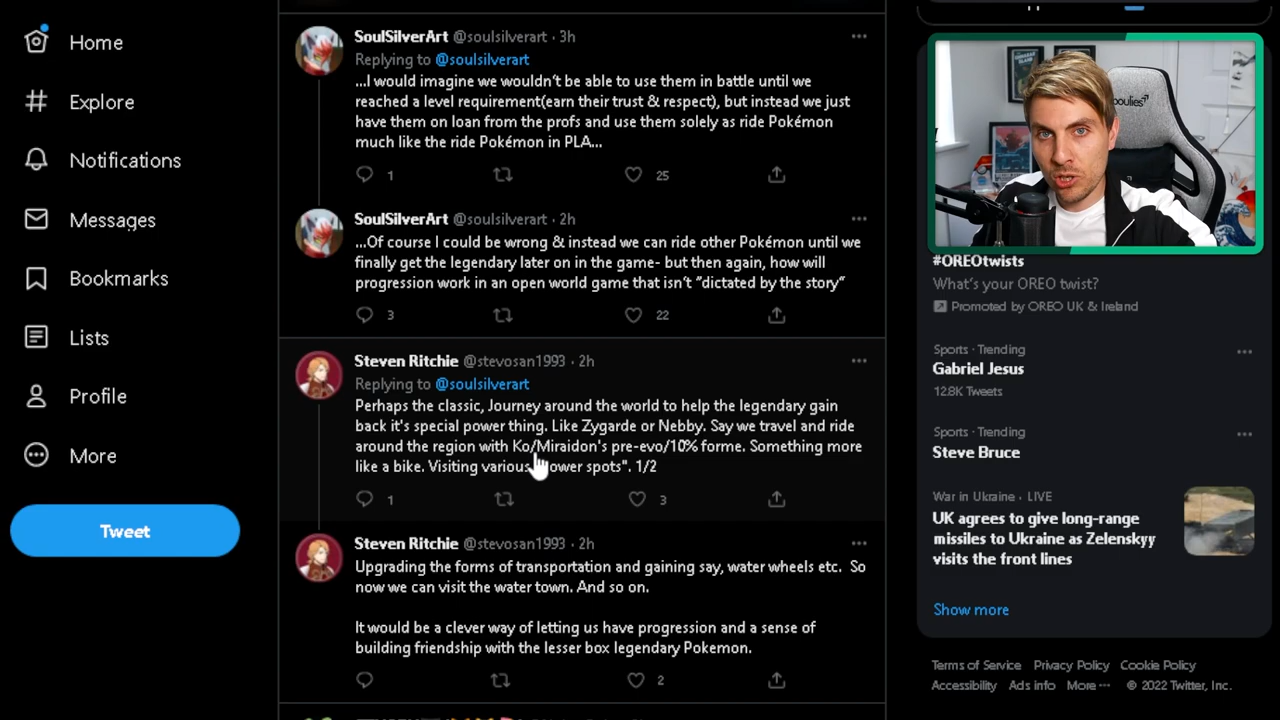 Home
Explore
Notifications
Messages
Bookmarks
Lists
Profile
More
Tweet
SoulSilverArt @soulsilverart · 3h
Replying to @soulsilverart
...I would imagine we wouldn't be able to use them in battle until we
reached a level requirement(earn their trust & respect), but instead we just
have them on loan from the profs and use them solely as ride Pokémon
much like the ride Pokémon in PLA...
1 25
SoulSilverArt @soulsilverart · 2h
...Of course I could be wrong & instead we can ride other Pokémon until we
finally get the legendary later on in the game- but then again, how will
progression work in an open world game that isn't "dictated by the story"
3 22
Steven Ritchie @stevosan1993 · 2h
Replying to @soulsilverart
Perhaps the classic, Journey around the world to help the legendary gain
back it's special power thing. Like Zygarde or Nebby. Say we travel and ride
around the region with Ko/Miraidon's pre-evo/10% forme. Something more
like a bike. Visiting various ower spots". 1/2
1 3
Steven Ritchie @stevosan1993 · 2h
Upgrading the forms of transportation and gaining say, water wheels etc. So
now we can visit the water town. And so on.
It would be a clever way of letting us have progression and a sense of
building friendship with the lesser box legendary Pokemon.
2
#OREOtwists
What's your OREO twist?
Promoted by OREO UK & Ireland
Sports · Trending
Gabriel Jesus
12.8K Tweets
Sports · Trending
Steve Bruce
War in Ukraine · LIVE
UK agrees to give long-range
missiles to Ukraine as Zelenskyy
visits the front lines
Show more
Terms of Service Privacy Policy Cookie Policy
Accessibility Ads info More ··· © 2022 Twitter, Inc.